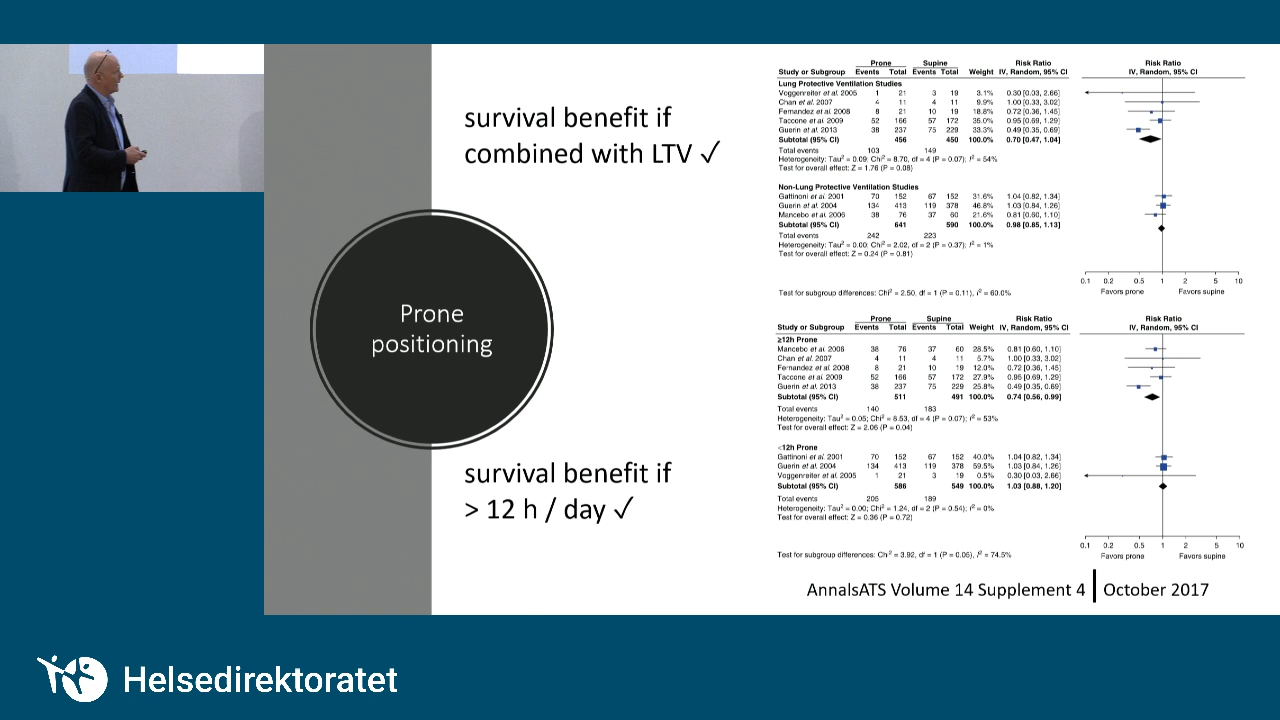 survival benefit if
combined with LTV ✓
Prone
positioning
survival benefit if
> 12 h / day ✓
Prone Supine Risk Ratio Risk Ratio
Study or Subgroup Events Total Events Total Weight IV, Random, 95% CI IV, Random, 95% CI
Lung Protective Ventilation Studies
Voggenreiter et al. 2005 1 21 3 19 3.1% 0.30 [0.03, 2.66]
Chan et al. 2007 4 11 4 11 9.9% 1.00 [0.33, 3.02]
Fernandez et al. 2008 8 21 10 19 18.8% 0.72 [0.36, 1.45]
Taccone et al. 2009 52 166 57 172 34.9% 0.95 [0.69, 1.29]
Guerin et al. 2013 38 237 75 229 33.3% 0.49 [0.35, 0.69]
Subtotal (95% CI) 456 450 100.0% 0.70 [0.47, 1.04]
Total events 103 149
Heterogeneity: Tau² = 0.09; Chi² = 8.70, df = 4 (P = 0.07); I² = 54%
Test for overall effect: Z = 1.76 (P = 0.08)
Non-Lung Protective Ventilation Studies
Gattinoni et al. 2001 70 152 67 152 31.6% 1.04 [0.82, 1.34]
Guerin et al. 2004 134 413 119 378 46.8% 1.03 [0.84, 1.26]
Mancebo et al. 2006 38 76 37 60 21.6% 0.81 [0.60, 1.10]
Subtotal (95% CI) 641 590 100.0% 0.98 [0.85, 1.13]
Total events 242 223
Heterogeneity: Tau² = 0.00; Chi² = 2.02, df = 2 (P = 0.37); I² = 1%
Test for overall effect: Z = 0.24 (P = 0.81)
0.1 0.2 0.5 1 2 5 10
Favors prone Favors supine
Test for subgroup differences: Chi² = 2.50, df = 1 (P = 0.11), I² = 60.0%
Prone Supine Risk Ratio Risk Ratio
Study or Subgroup Events Total Events Total Weight IV, Random, 95% CI IV, Random, 95% CI
≥12h Prone
Mancebo et al. 2006 38 76 37 60 28.5% 0.81 [0.60, 1.10]
Chan et al. 2007 4 11 4 11 5.7% 1.00 [0.33, 3.02]
Fernandez et al. 2008 8 21 10 19 12.0% 0.72 [0.36, 1.45]
Taccone et al. 2009 52 166 57 172 27.9% 0.95 [0.69, 1.29]
Guerin et al. 2013 38 237 75 229 25.8% 0.49 [0.35, 0.69]
Subtotal (95% CI) 511 491 100.0% 0.74 [0.56, 0.99]
Total events 140 183
Heterogeneity: Tau² = 0.05; Chi² = 8.53, df = 4 (P = 0.07); I² = 53%
Test for overall effect: Z = 2.06 (P = 0.04)
<12h Prone
Gattinoni et al. 2001 70 152 67 152 40.0% 1.04 [0.82, 1.34]
Guerin et al. 2004 134 413 119 378 59.5% 1.03 [0.84, 1.26]
Voggenreiter et al. 2005 1 21 3 19 0.5% 0.30 [0.03, 2.66]
Subtotal (95% CI) 586 549 100.0% 1.03 [0.88, 1.20]
Total events 205 189
Heterogeneity: Tau² = 0.00; Chi² = 1.24, df = 2 (P = 0.54); I² = 0%
Test for overall effect: Z = 0.36 (P = 0.72)
0.1 0.2 0.5 1 2 5 10
Favors prone Favors supine
Test for subgroup differences: Chi² = 3.92, df = 1 (P = 0.05), I² = 74.5%
AnnalsATS Volume 14 Supplement 4 | October 2017
Helsedirektoratet